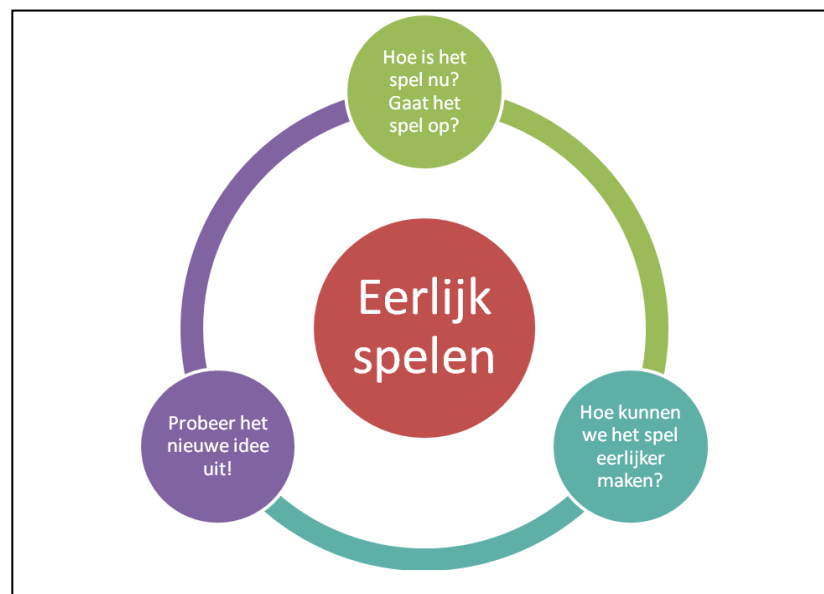 Hoe is het
spel nu?
Gaat het
spel op?
Eerlijk
spelen
Hoe kunnen
we het spel
eerlijker
maken?
Probeer het
nieuwe idee
uit!